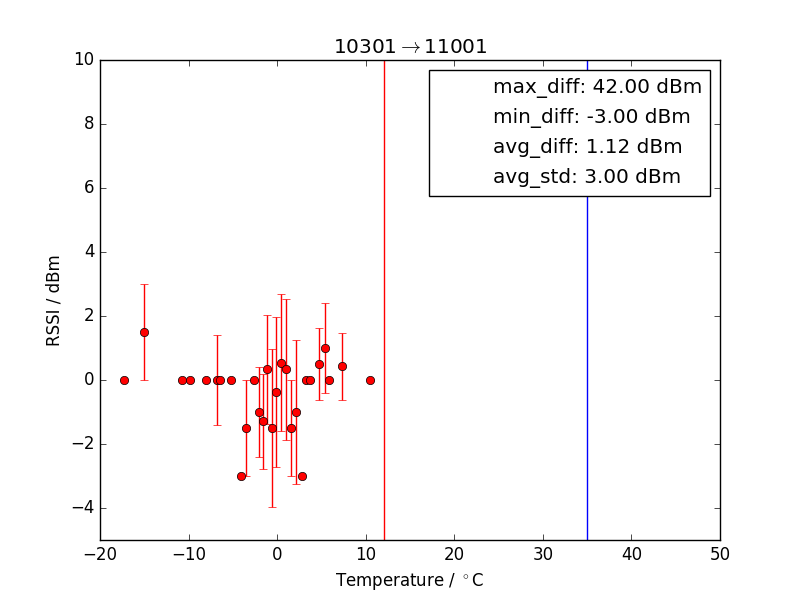 10301→11001
max_diff: 42.00 dBm
min_diff: -3.00 dBm
avg_diff: 1.12 dBm
avg_std: 3.00 dBm
RSSI / dBm
10
8
6
4
2
0
−2
−4
−20 −10 0 10 20 30 40 50
Temperature / °C